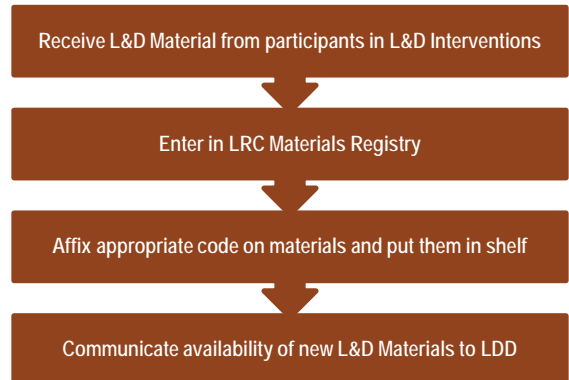 Receive L&D Material from participants in L&D Interventions
Enter in LRC Materials Registry
Affix appropriate code on materials and put them in shelf
Communicate availability of new L&D Materials to LDD